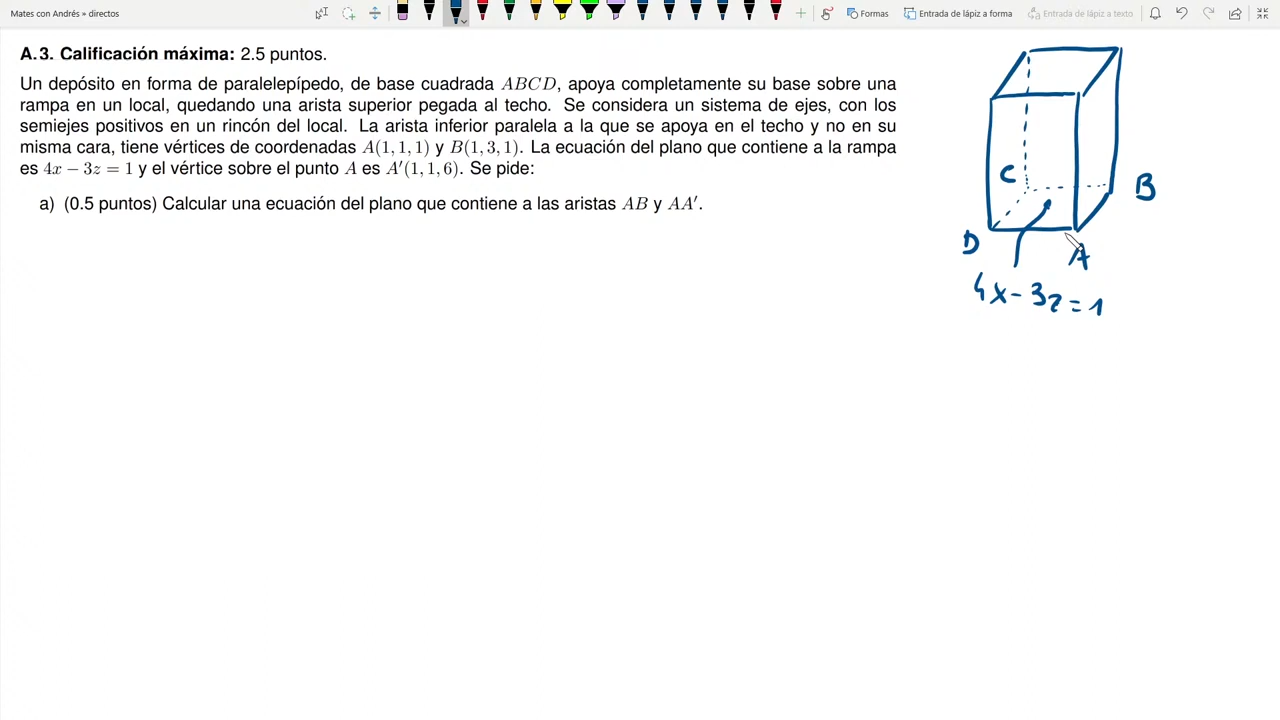 Mates con Andrés » directos
Formas
Entrada de lápiz a forma
Entrada de lápiz a texto
A.3. Calificación máxima: 2.5 puntos.
Un depósito en forma de paralelepípedo, de base cuadrada ABCD, apoya completamente su base sobre una
rampa en un local, quedando una arista superior pegada al techo. Se considera un sistema de ejes, con los
semiejes positivos en un rincón del local. La arista inferior paralela a la que se apoya en el techo y no en su
misma cara, tiene vértices de coordenadas A(1, 1, 1) y B(1, 3, 1). La ecuación del plano que contiene a la rampa
es 4x − 3z = 1 y el vértice sobre el punto A es A′(1, 1, 6). Se pide:
a) (0.5 puntos) Calcular una ecuación del plano que contiene a las aristas AB y AA′.
C
B
D
A
4x - 3z = 1